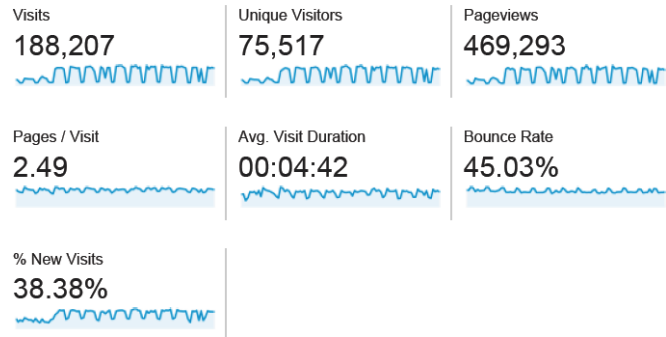 Visits
188,207
Unique Visitors
75,517
Pageviews
469,293
Pages / Visit
2.49
Avg. Visit Duration
00:04:42
Bounce Rate
45.03%
% New Visits
38.38%